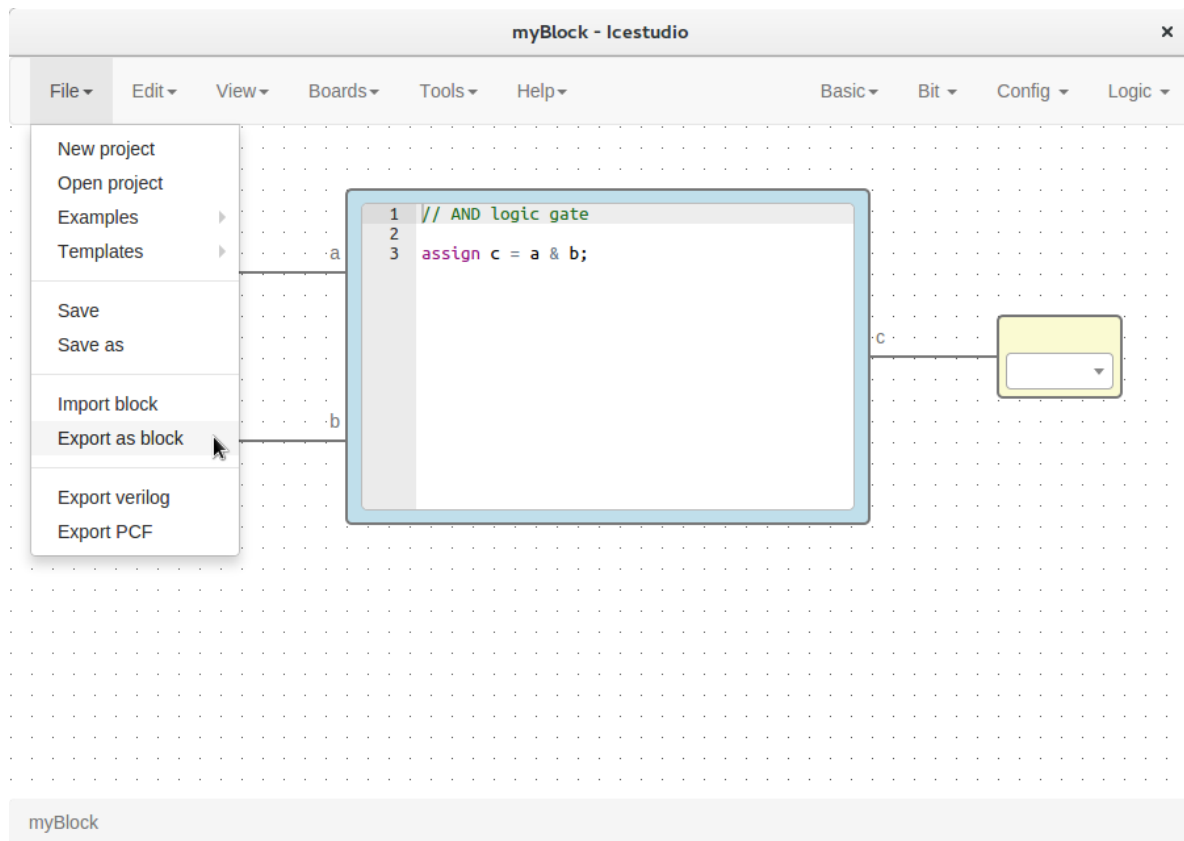 myBlock - Icestudio ×
File Edit View Boards Tools Help Basic Bit Config Logic
New project
Open project
Examples
Templates
Save
Save as
Import block
Export as block
Export verilog
Export PCF
a
b
1 // AND logic gate
2
3 assign c = a & b;
c
myBlock